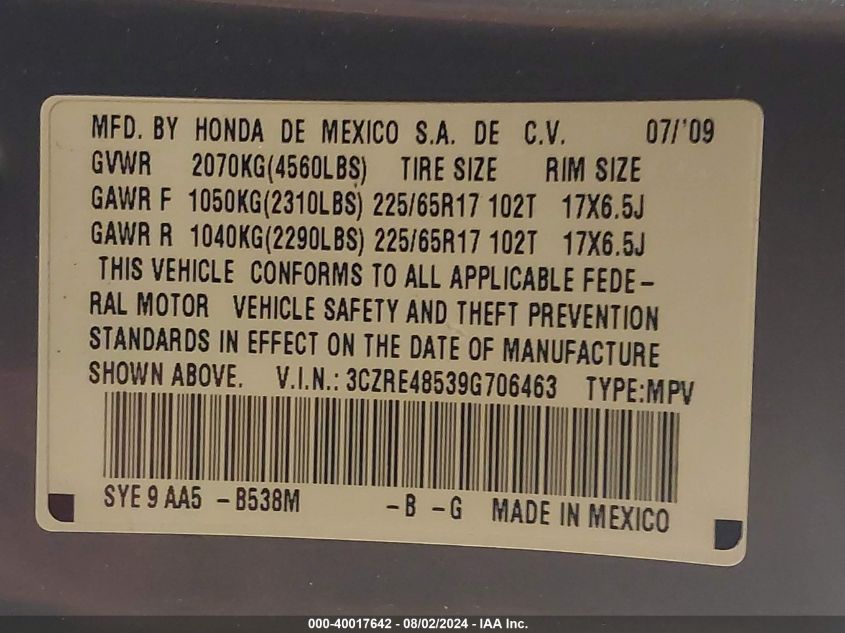 MFD. BY HONDA DE MEXICO S.A. DE C.V. 07/'09
GVWR 2070KG(4560LBS) TIRE SIZE RIM SIZE
GAWR F 1050KG(2310LBS) 225/65R17 102T 17X6.5J
GAWR R 1040KG(2290LBS) 225/65R17 102T 17X6.5J
THIS VEHICLE CONFORMS TO ALL APPLICABLE FEDE-
RAL MOTOR VEHICLE SAFETY AND THEFT PREVENTION
STANDARDS IN EFFECT ON THE DATE OF MANUFACTURE
SHOWN ABOVE. V.I.N.: 3CZRE48539G706463 TYPE:MPV
SYE 9 AA5 -B538M -B -G MADE IN MEXICO
000-40017642 - 08/02/2024 - IAA Inc.